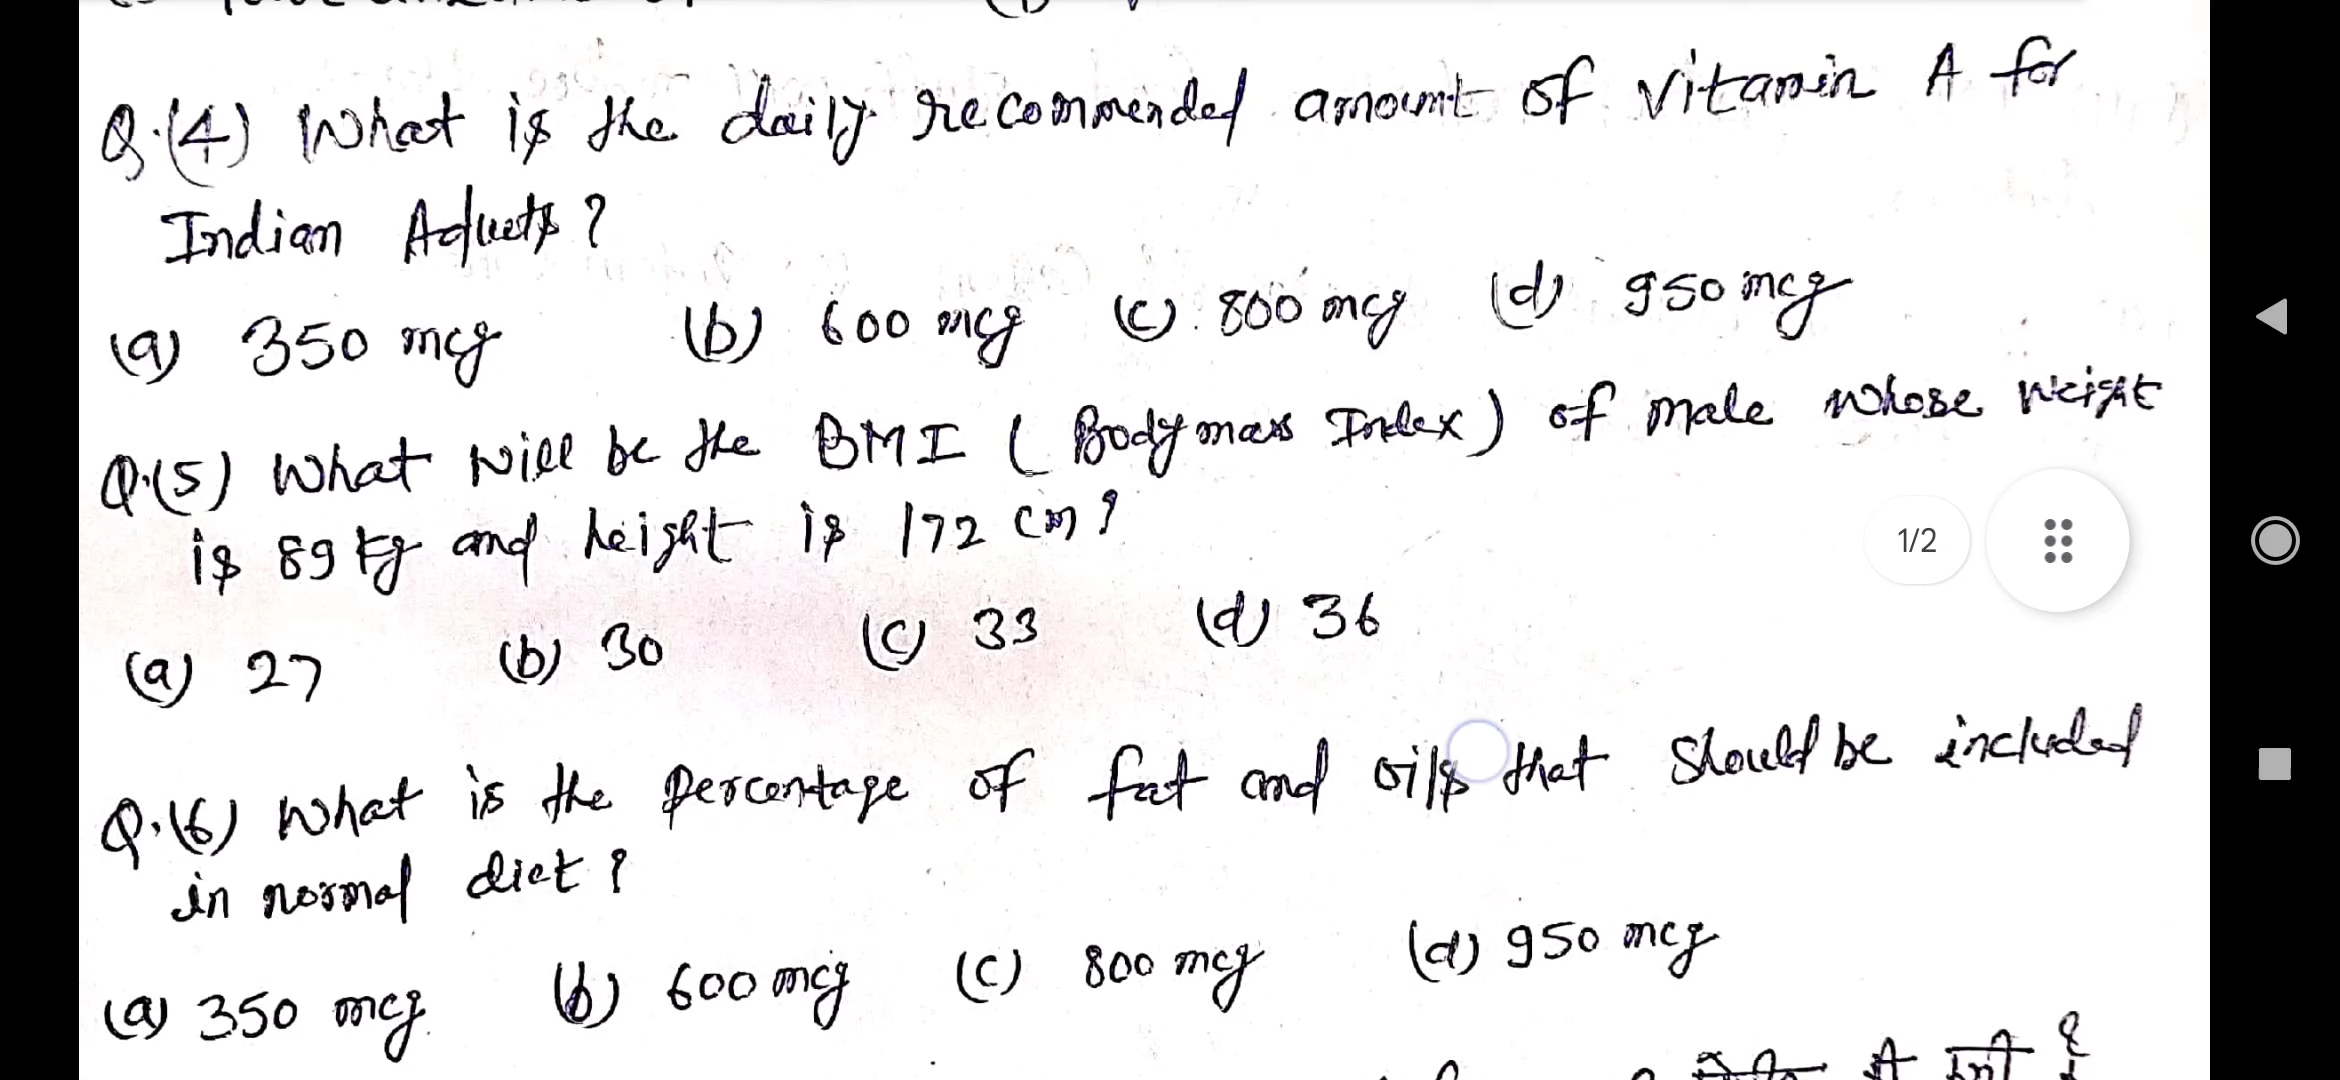 Q.(4) What is the daily recommended amount of vitamin A for
Indian Adults?
(a) 350 mcg (b) 600 mcg (c) 800 mcg (d) 950 mcg
Q.(5) What will be the BMI (Body mass Index) of male whose weight
is 89 kg and height is 172 cm?
(a) 27 (b) 30 (c) 33 (d) 36
1/2
Q.(6) What is the percentage of fat and oils that should be included
in normal diet?
(a) 350 mcg (b) 600 mcg (c) 800 mcg (d) 950 mcg